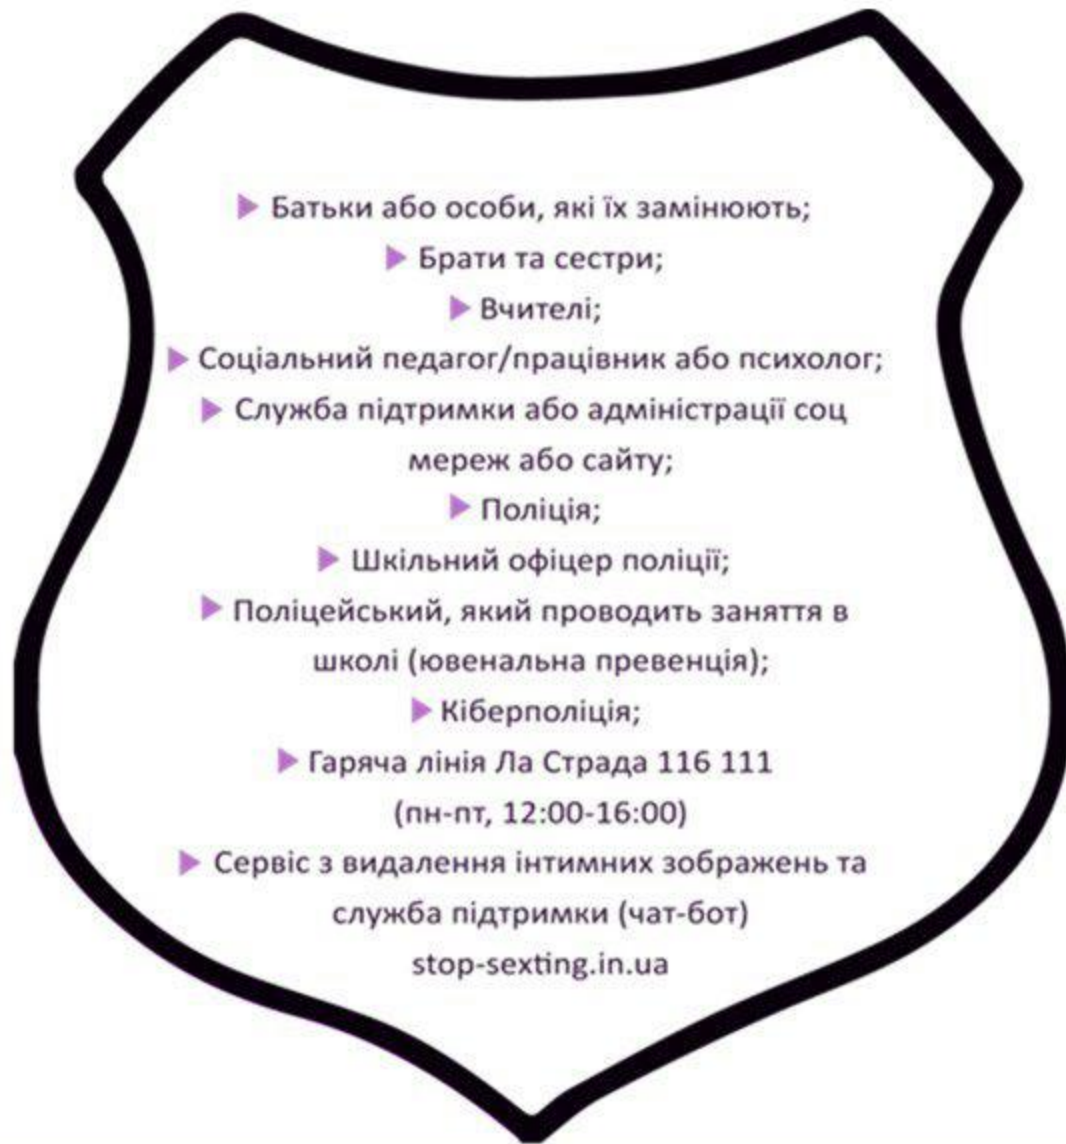 ▶ Батьки або особи, які їх замінюють;
▶ Брати та сестри;
▶ Вчителі;
▶ Соціальний педагог/працівник або психолог;
▶ Служба підтримки або адміністрації соц
мереж або сайту;
▶ Поліція;
▶ Шкільний офіцер поліції;
▶ Поліцейський, який проводить заняття в
школі (ювенальна превенція);
▶ Кіберполіція;
▶ Гаряча лінія Ла Страда 116 111
(пн-пт, 12:00-16:00)
▶ Сервіс з видалення інтимних зображень та
служба підтримки (чат-бот)
stop-sexting.in.ua